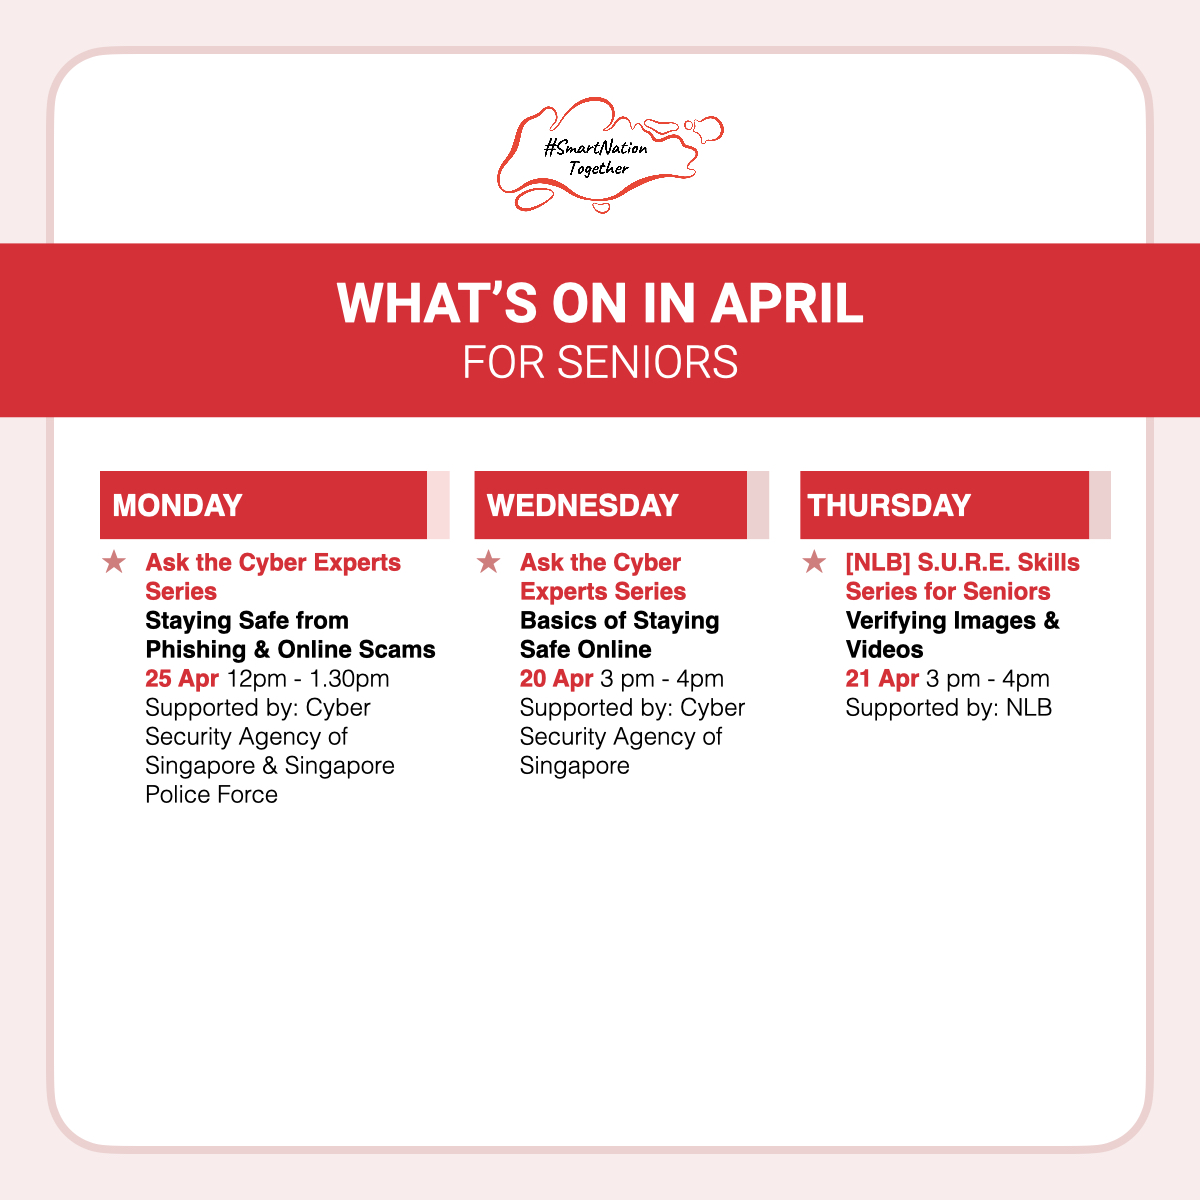 #SmartNation
Together
WHAT'S ON IN APRIL
FOR SENIORS
MONDAY
★ Ask the Cyber Experts
Series
Staying Safe from
Phishing & Online Scams
25 Apr 12pm - 1.30pm
Supported by: Cyber
Security Agency of
Singapore & Singapore
Police Force
WEDNESDAY
★ Ask the Cyber
Experts Series
Basics of Staying
Safe Online
20 Apr 3 pm - 4pm
Supported by: Cyber
Security Agency of
Singapore
THURSDAY
★ [NLB] S.U.R.E. Skills
Series for Seniors
Verifying Images &
Videos
21 Apr 3 pm - 4pm
Supported by: NLB